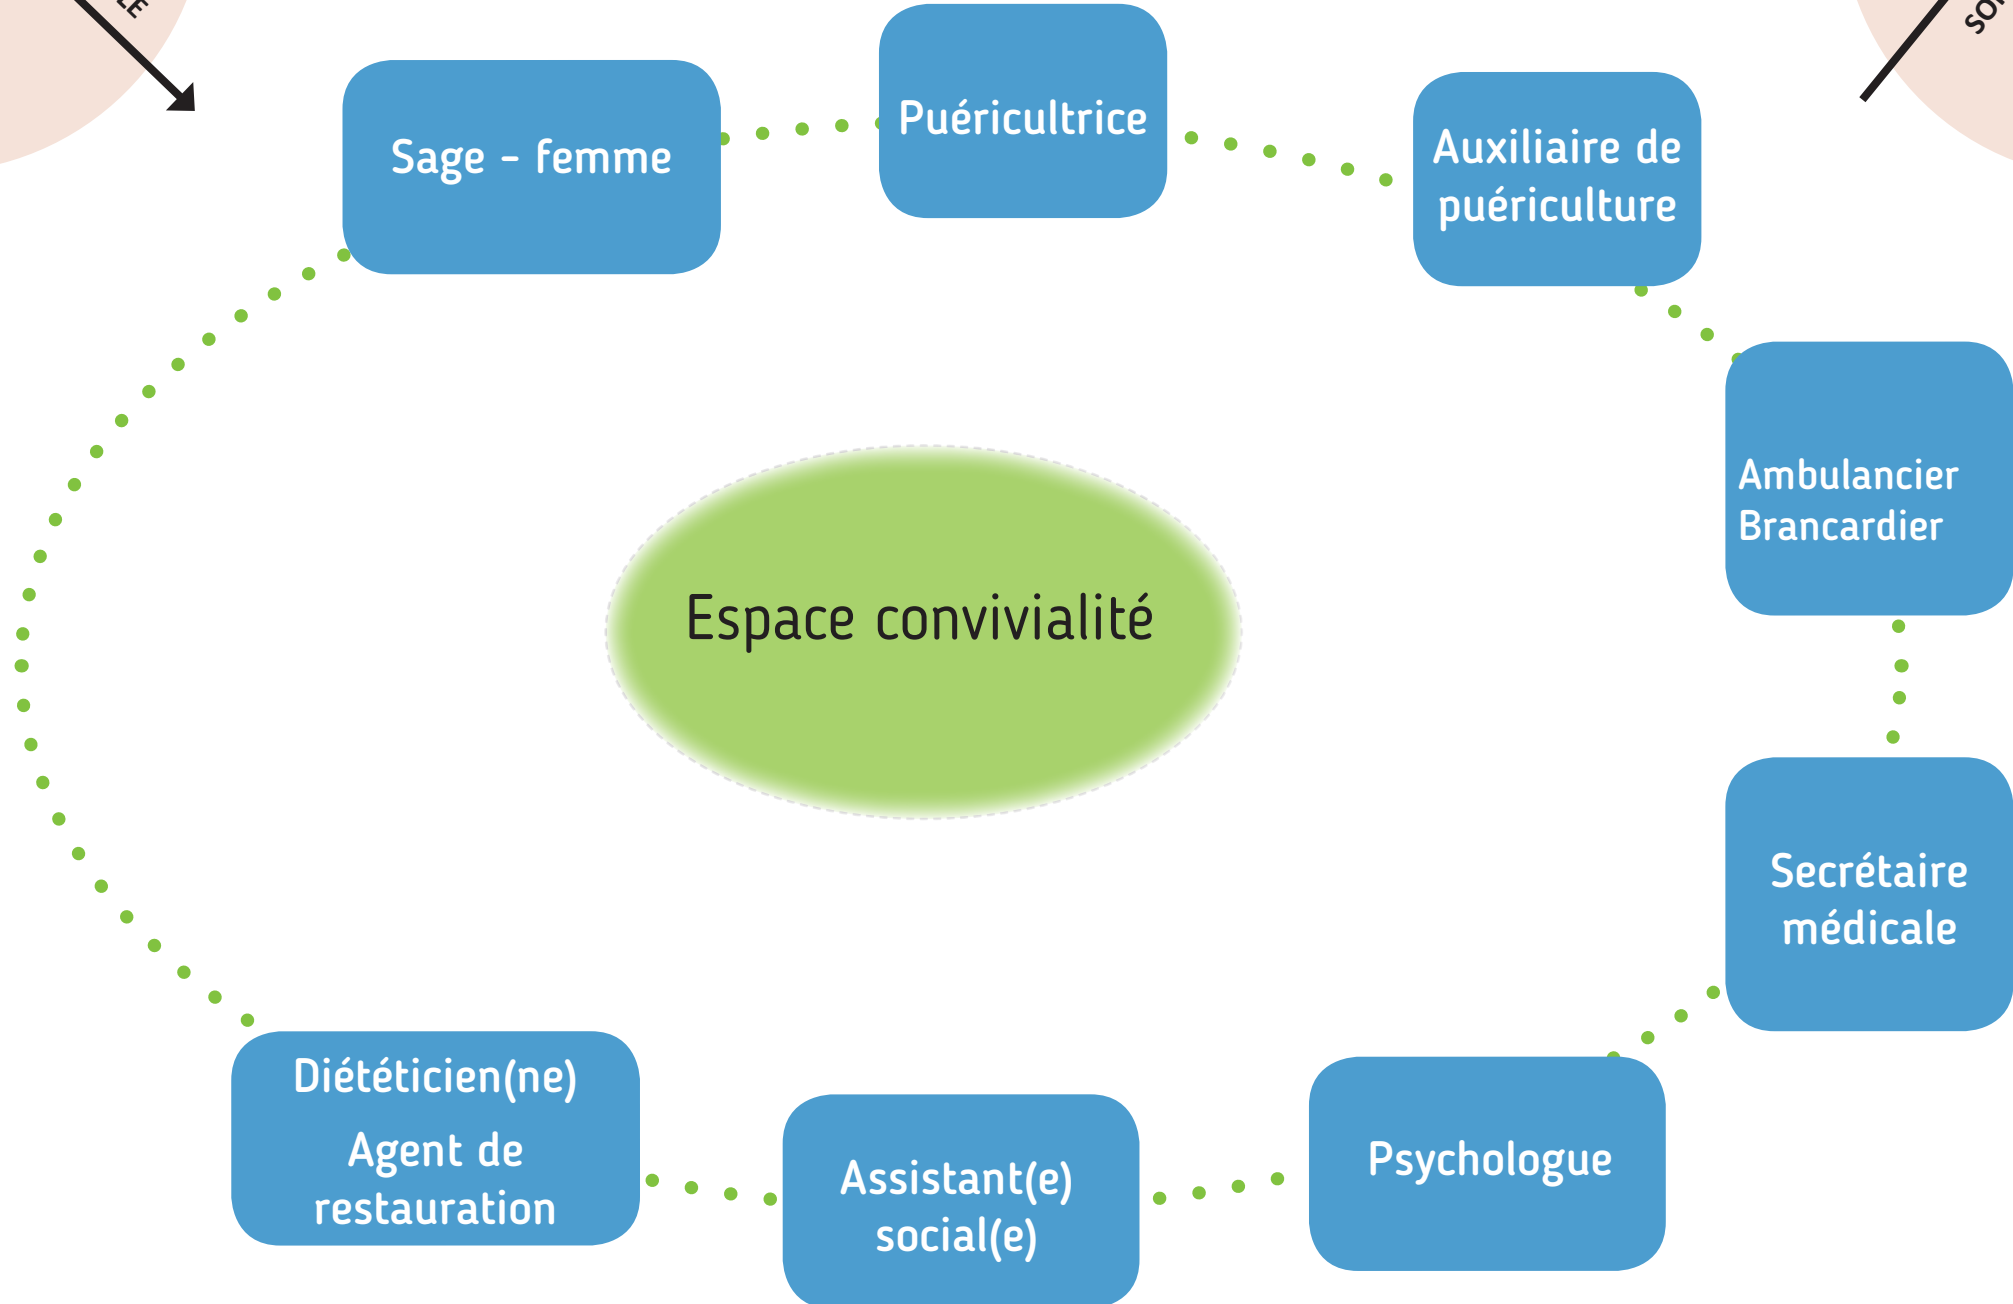 Sage - femme
Puéricultrice
Auxiliaire de
puériculture
Ambulancier
Brancardier
Espace convivialité
Secrétaire
médicale
Diététicien(ne)
Agent de
restauration
Assistant(e)
social(e)
Psychologue